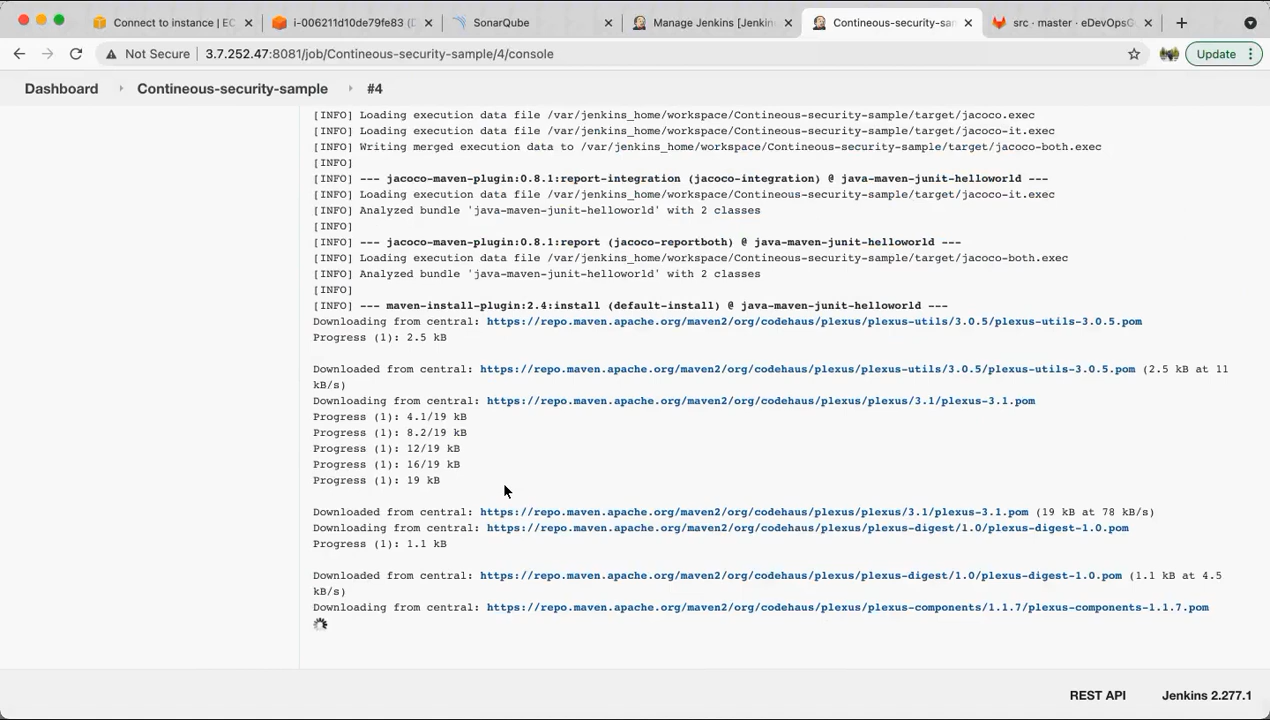 Connect to instance | EC
i-006211d10de79fe83 (D
SonarQube
Manage Jenkins [Jenkin
Contineous-security-sa
src · master · eDevOpsG
Not Secure
3.7.252.47:8081/job/Contineous-security-sample/4/console
Update
Dashboard
Contineous-security-sample
#4
[INFO] Loading execution data file /var/jenkins_home/workspace/Contineous-security-sample/target/jacoco.exec
[INFO] Loading execution data file /var/jenkins_home/workspace/Contineous-security-sample/target/jacoco-it.exec
[INFO] Writing merged execution data to /var/jenkins_home/workspace/Contineous-security-sample/target/jacoco-both.exec
[INFO]
[INFO] --- jacoco-maven-plugin:0.8.1:report-integration (jacoco-integration) @ java-maven-junit-helloworld ---
[INFO] Loading execution data file /var/jenkins_home/workspace/Contineous-security-sample/target/jacoco-it.exec
[INFO] Analyzed bundle 'java-maven-junit-helloworld' with 2 classes
[INFO]
[INFO] --- jacoco-maven-plugin:0.8.1:report (jacoco-reportboth) @ java-maven-junit-helloworld ---
[INFO] Loading execution data file /var/jenkins_home/workspace/Contineous-security-sample/target/jacoco-both.exec
[INFO] Analyzed bundle 'java-maven-junit-helloworld' with 2 classes
[INFO]
[INFO] --- maven-install-plugin:2.4:install (default-install) @ java-maven-junit-helloworld ---
Downloading from central: https://repo.maven.apache.org/maven2/org/codehaus/plexus/plexus-utils/3.0.5/plexus-utils-3.0.5.pom
Progress (1): 2.5 kB
Downloaded from central: https://repo.maven.apache.org/maven2/org/codehaus/plexus/plexus-utils/3.0.5/plexus-utils-3.0.5.pom (2.5 kB at 11
kB/s)
Downloading from central: https://repo.maven.apache.org/maven2/org/codehaus/plexus/plexus/3.1/plexus-3.1.pom
Progress (1): 4.1/19 kB
Progress (1): 8.2/19 kB
Progress (1): 12/19 kB
Progress (1): 16/19 kB
Progress (1): 19 kB
Downloaded from central: https://repo.maven.apache.org/maven2/org/codehaus/plexus/plexus/3.1/plexus-3.1.pom (19 kB at 78 kB/s)
Downloading from central: https://repo.maven.apache.org/maven2/org/codehaus/plexus/plexus-digest/1.0/plexus-digest-1.0.pom
Progress (1): 1.1 kB
Downloaded from central: https://repo.maven.apache.org/maven2/org/codehaus/plexus/plexus-digest/1.0/plexus-digest-1.0.pom (1.1 kB at 4.5
kB/s)
Downloading from central: https://repo.maven.apache.org/maven2/org/codehaus/plexus/plexus-components/1.1.7/plexus-components-1.1.7.pom
REST API
Jenkins 2.277.1